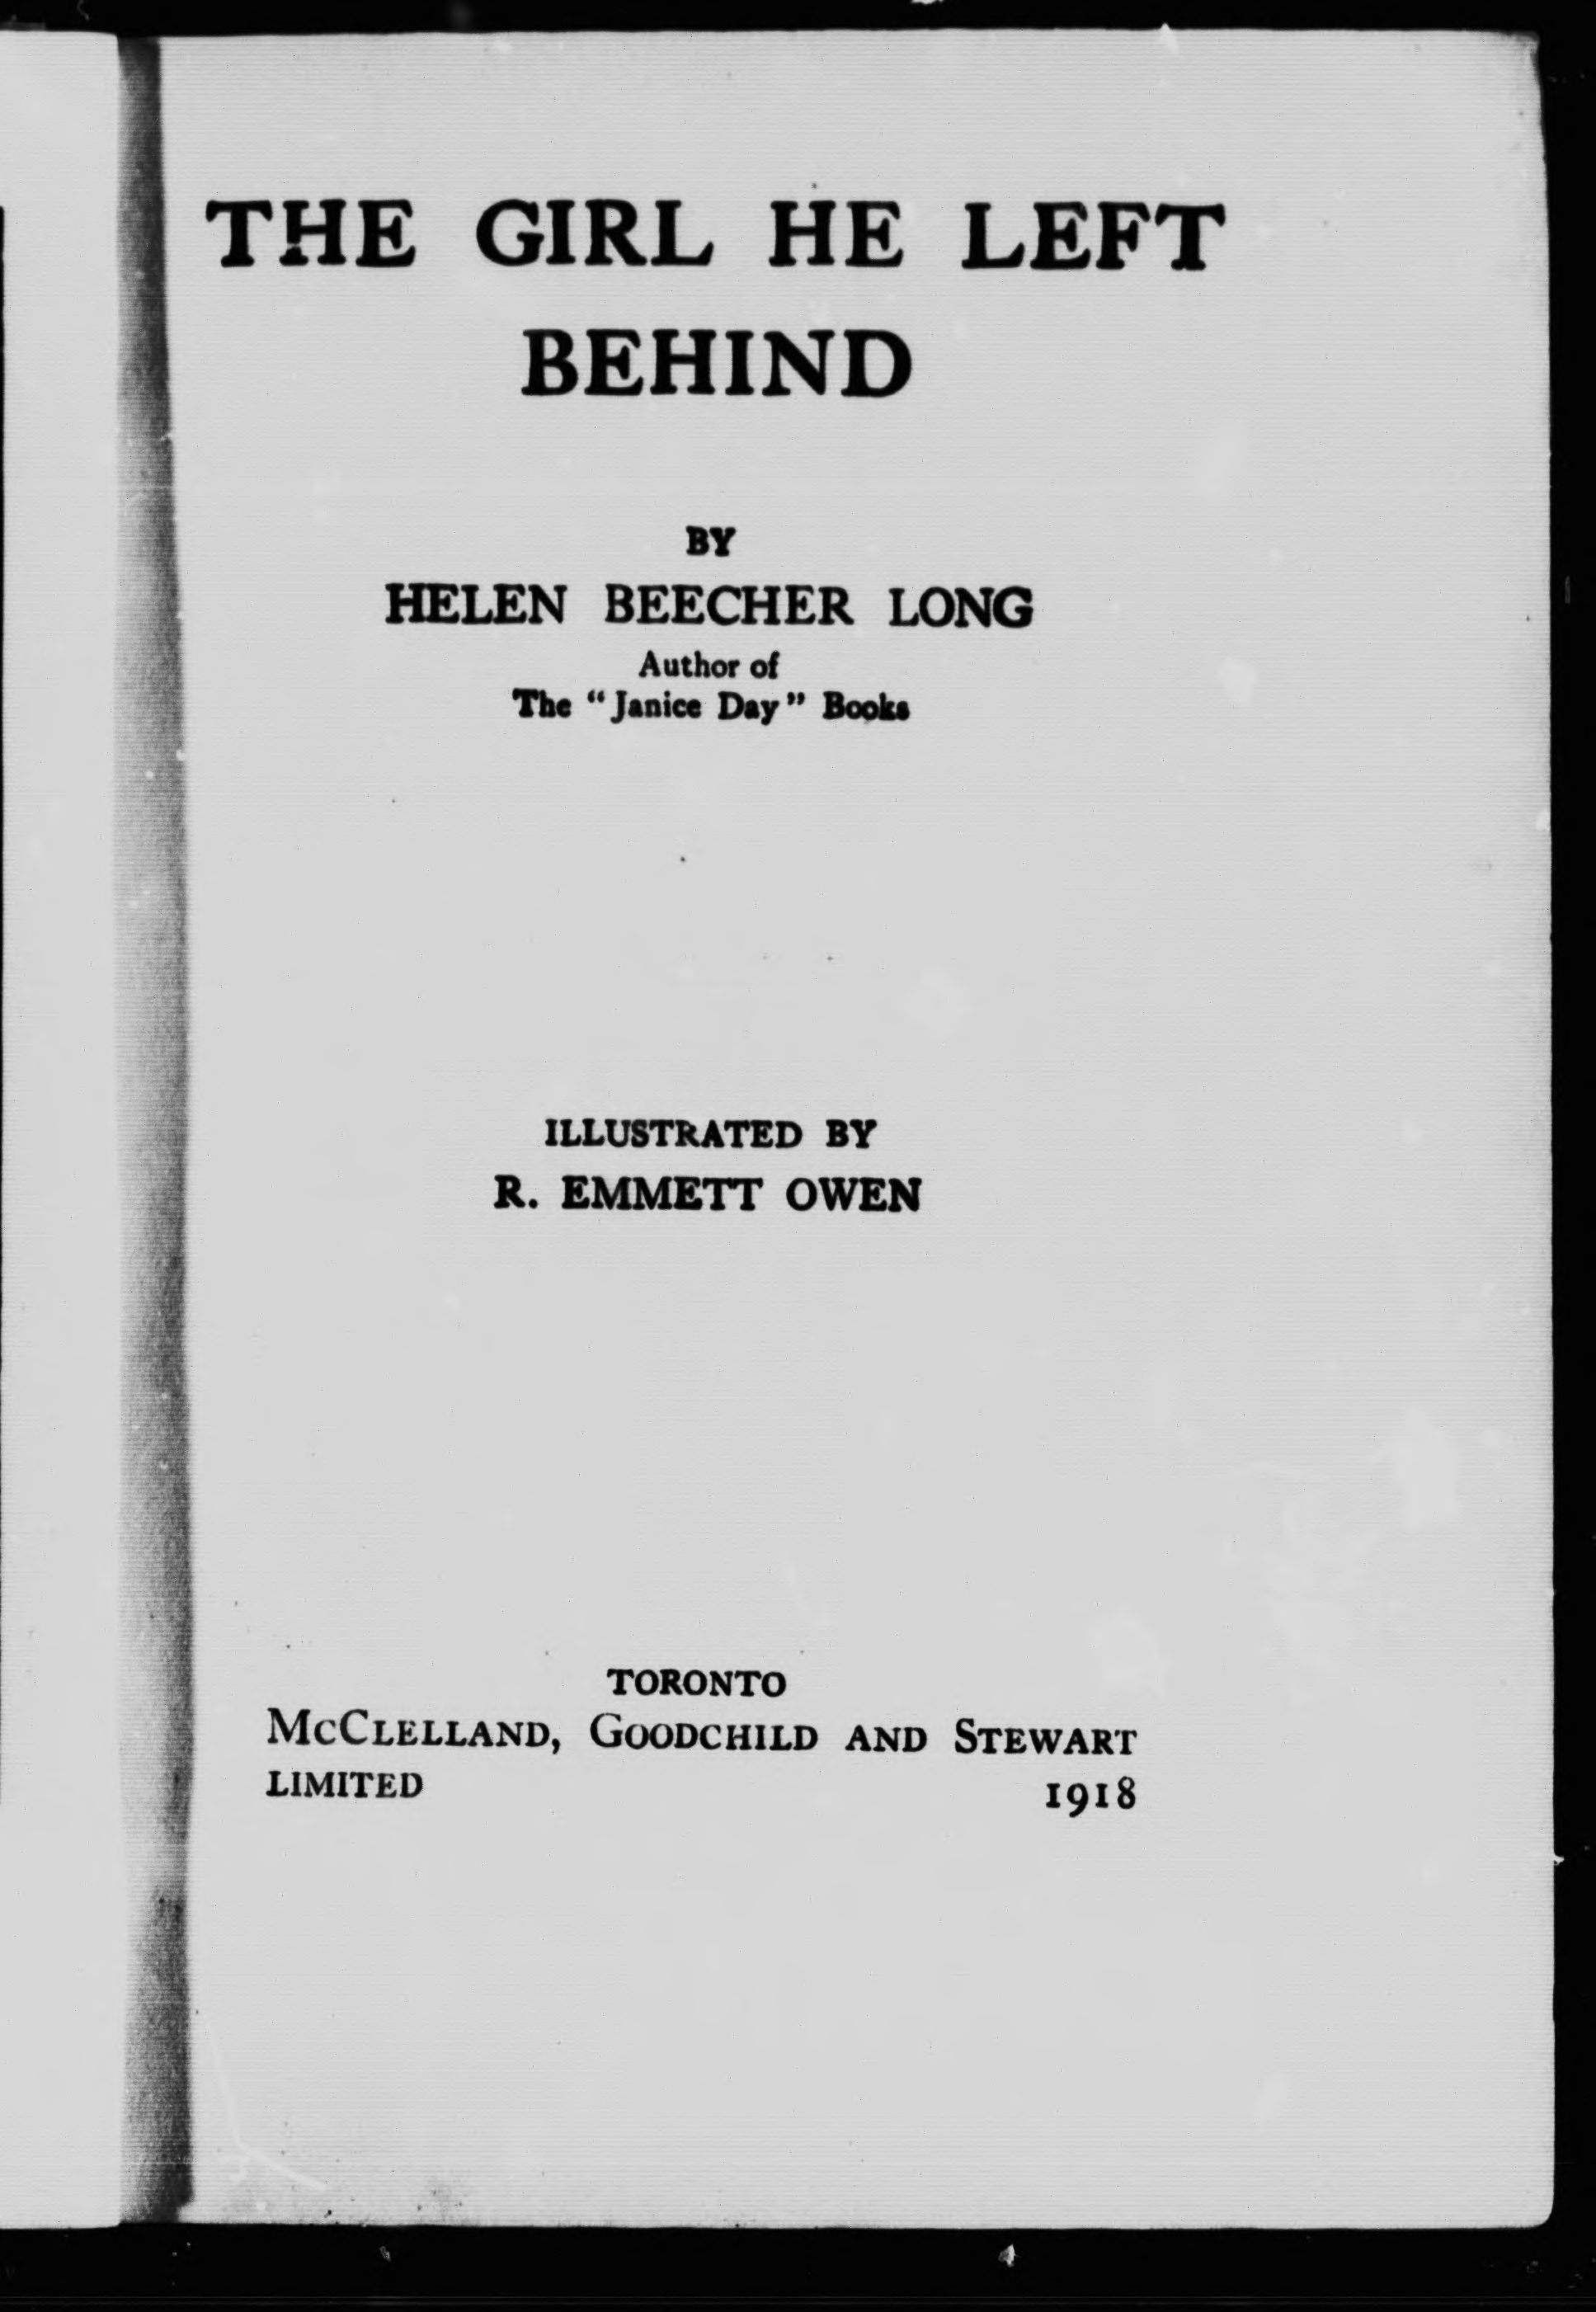 THE GIRL HE LEFT
BEHIND
BY
HELEN BEECHER LONG
Author of
The “Janice Day” Books
ILLUSTRATED BY
R. EMMETT OWEN
TORONTO
McClelland, Goodchild and Stewart
LIMITED 1918